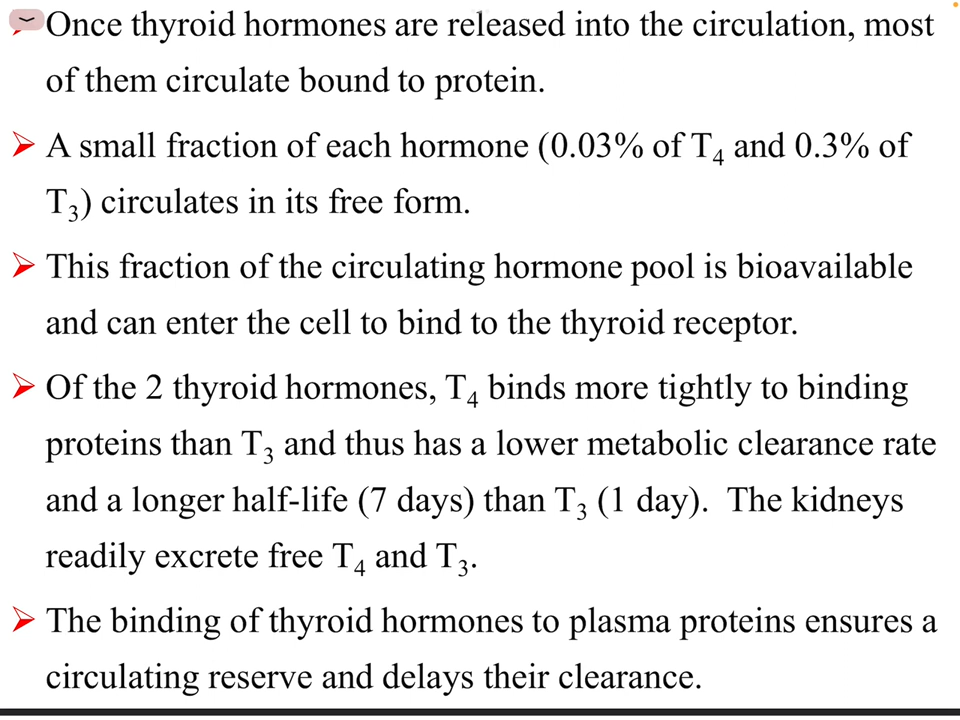 Once thyroid hormones are released into the circulation, most
of them circulate bound to protein.
A small fraction of each hormone (0.03% of T₄ and 0.3% of
T₃) circulates in its free form.
This fraction of the circulating hormone pool is bioavailable
and can enter the cell to bind to the thyroid receptor.
Of the 2 thyroid hormones, T₄ binds more tightly to binding
proteins than T₃ and thus has a lower metabolic clearance rate
and a longer half-life (7 days) than T₃ (1 day).  The kidneys
readily excrete free T₄ and T₃.
The binding of thyroid hormones to plasma proteins ensures a
circulating reserve and delays their clearance.